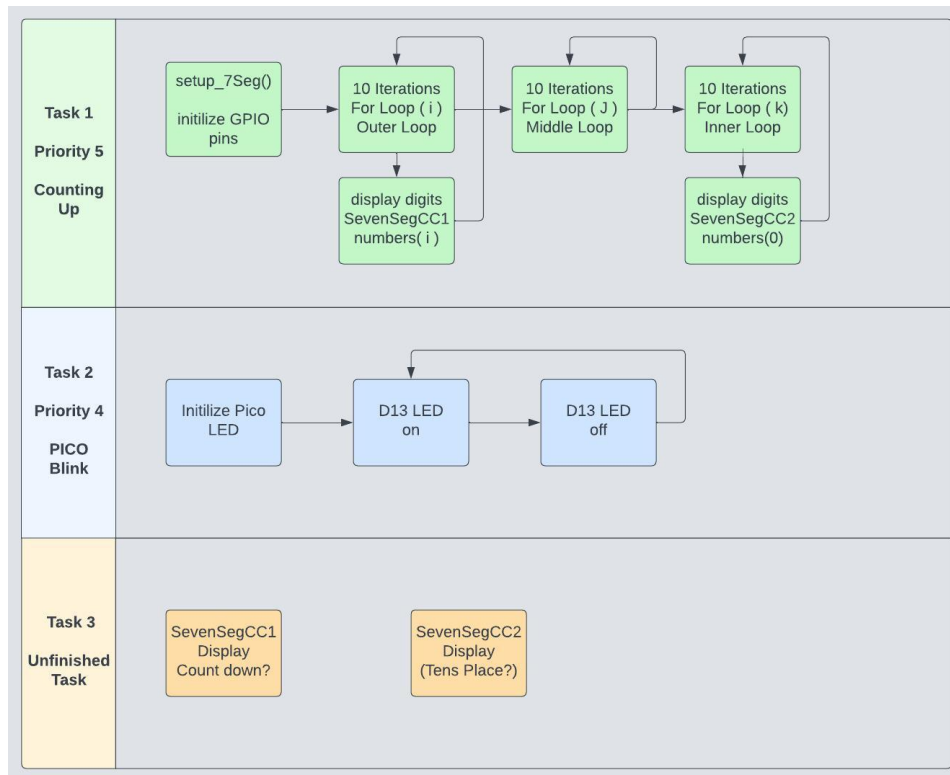 Task 1
Priority 5
Counting
Up
setup_7Seg()
initilize GPIO
pins
10 Iterations
For Loop ( i )
Outer Loop
10 Iterations
For Loop ( J )
Middle Loop
10 Iterations
For Loop ( k)
Inner Loop
display digits
SevenSegCC1
numbers( i )
display digits
SevenSegCC2
numbers(0)
Task 2
Priority 4
PICO
Blink
Initilize Pico
LED
D13 LED
on
D13 LED
off
Task 3
Unfinished
Task
SevenSegCC1
Display
Count down?
SevenSegCC2
Display
(Tens Place?)